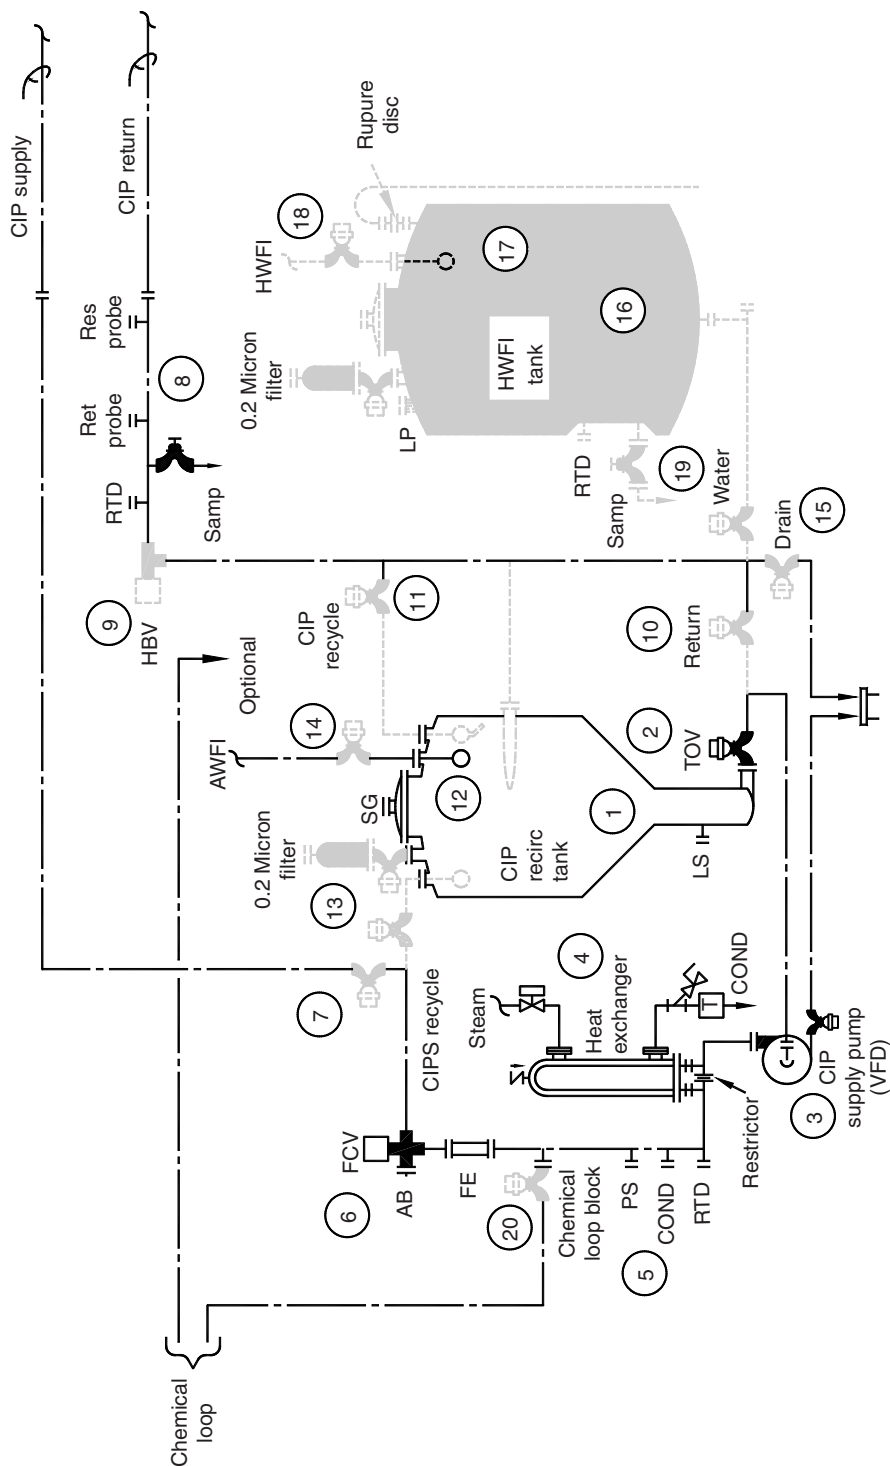 CIP supply
CIP return
Rupure
disc
18
HWFI
17
16
HWFI
tank
0.2 Micron
filter
LP
RTD
Samp
19
Water
Drain
15
Res
probe
8
Ret
probe
RTD
Samp
9
HBV
Optional
11
CIP
recycle
10
Return
14
AWFI
2
TOV
12
SG
1
CIP
recirc
tank
LS
0.2 Micron
filter
13
7
CIPS recycle
4
Steam
Heat
exchanger
T
COND
CIP
supply pump
(VFD)
3
Restrictor
FCV
6
AB
FE
20
Chemical
loop block
PS
COND
RTD
5
Chemical
loop